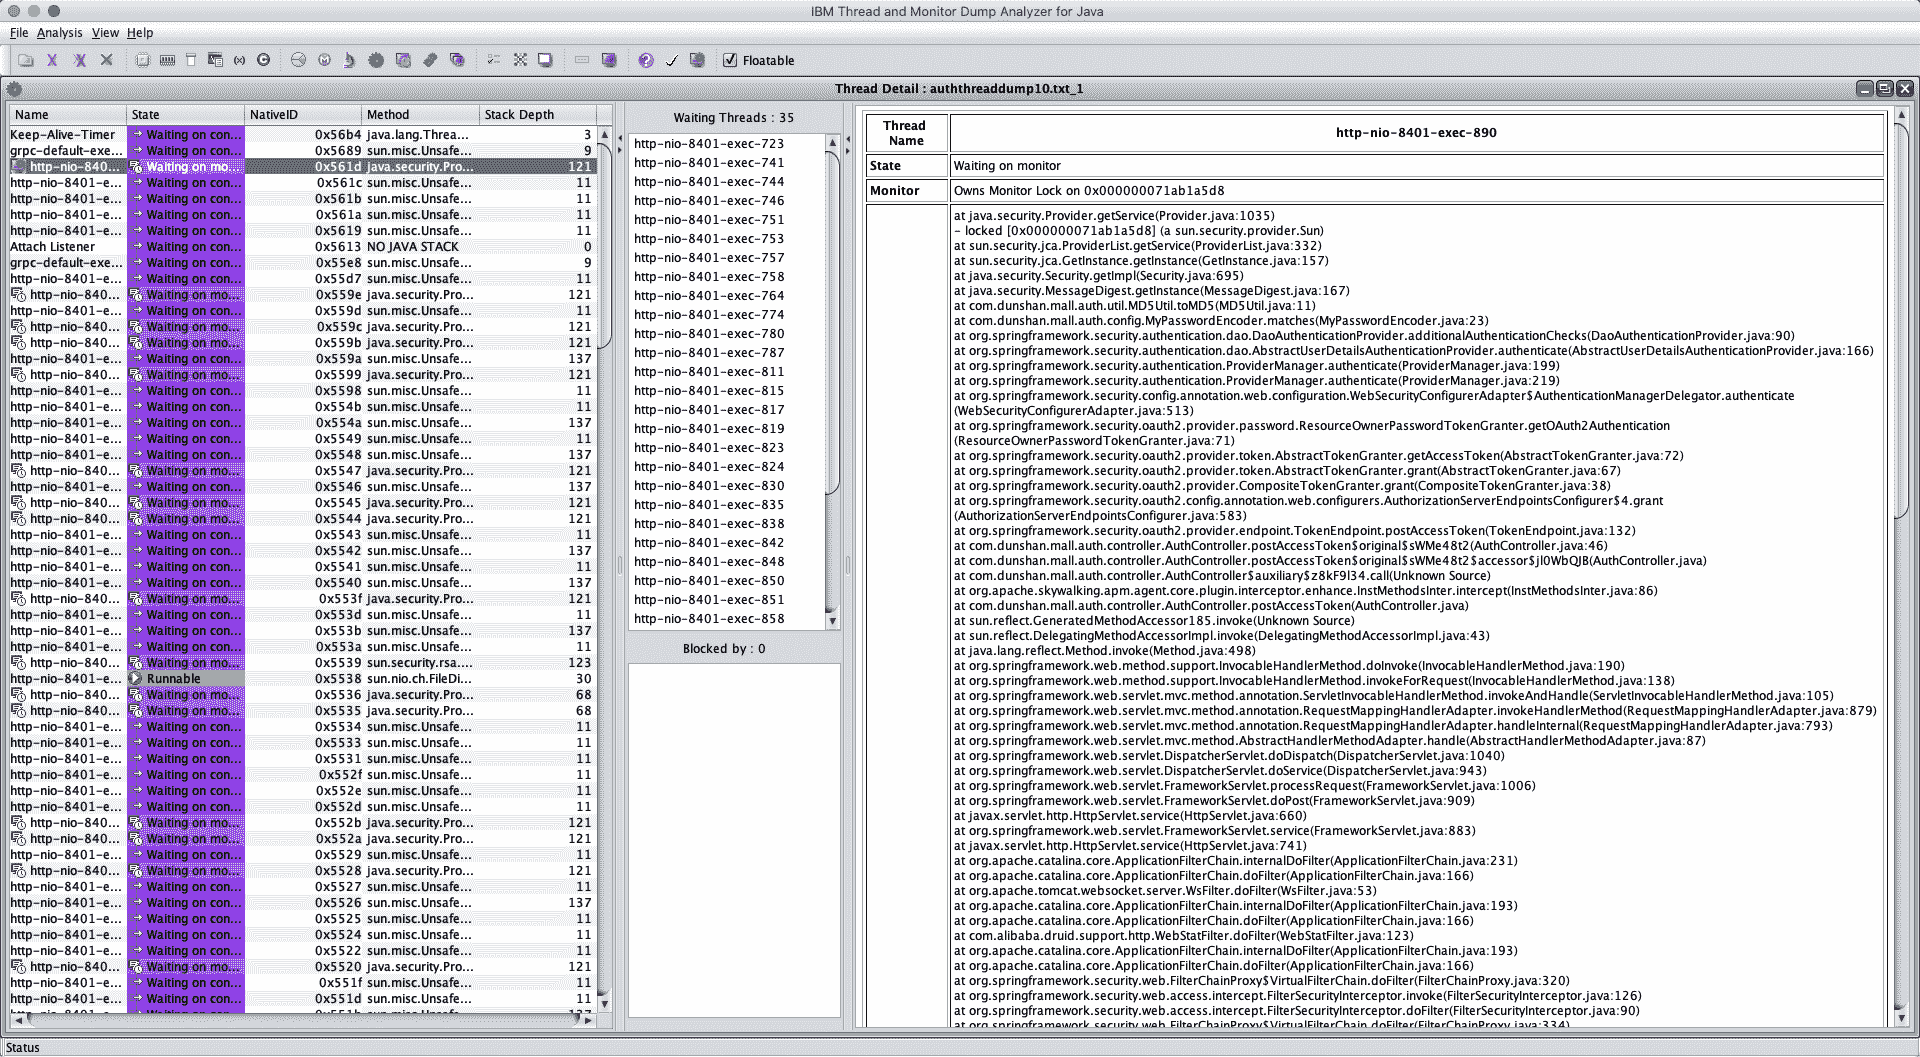 IBM Thread and Monitor Dump Analyzer for Java
File Analysis View Help
Floatable
Thread Detail : auththreaddump10.txt_1
Name State NativeID Method Stack Depth
Keep-Alive-Timer Waiting on con... 0x56b4 java.lang.Threa... 3
grpc-default-exe... Waiting on con... 0x5689 sun.misc.Unsafe... 9
http-nio-840... Waiting on mo... 0x561d java.security.Pro... 121
http-nio-8401-e... Waiting on con... 0x561c sun.misc.Unsafe... 11
http-nio-8401-e... Waiting on con... 0x561b sun.misc.Unsafe... 11
http-nio-8401-e... Waiting on con... 0x561a sun.misc.Unsafe... 11
http-nio-8401-e... Waiting on con... 0x5619 sun.misc.Unsafe... 11
Attach Listener Waiting on con... 0x5613 NO JAVA STACK 0
grpc-default-exe... Waiting on con... 0x55e8 sun.misc.Unsafe... 9
http-nio-8401-e... Waiting on con... 0x55d7 sun.misc.Unsafe... 11
http-nio-840... Waiting on mo... 0x559e java.security.Pro... 121
http-nio-8401-e... Waiting on con... 0x559d sun.misc.Unsafe... 11
http-nio-840... Waiting on mo... 0x559c java.security.Pro... 121
http-nio-840... Waiting on mo... 0x559b java.security.Pro... 121
http-nio-8401-e... Waiting on con... 0x559a sun.misc.Unsafe... 137
http-nio-840... Waiting on mo... 0x5599 java.security.Pro... 121
http-nio-8401-e... Waiting on con... 0x5598 sun.misc.Unsafe... 11
http-nio-8401-e... Waiting on con... 0x554b sun.misc.Unsafe... 11
http-nio-8401-e... Waiting on con... 0x554a sun.misc.Unsafe... 137
http-nio-8401-e... Waiting on con... 0x5549 sun.misc.Unsafe... 11
http-nio-8401-e... Waiting on con... 0x5548 sun.misc.Unsafe... 137
http-nio-840... Waiting on mo... 0x5547 java.security.Pro... 121
http-nio-8401-e... Waiting on con... 0x5546 sun.misc.Unsafe... 137
http-nio-840... Waiting on mo... 0x5545 java.security.Pro... 121
http-nio-840... Waiting on mo... 0x5544 java.security.Pro... 121
http-nio-8401-e... Waiting on con... 0x5543 sun.misc.Unsafe... 11
http-nio-8401-e... Waiting on con... 0x5542 sun.misc.Unsafe... 137
http-nio-8401-e... Waiting on con... 0x5541 sun.misc.Unsafe... 11
http-nio-8401-e... Waiting on con... 0x5540 sun.misc.Unsafe... 137
http-nio-840... Waiting on mo... 0x553f java.security.Pro... 121
http-nio-8401-e... Waiting on con... 0x553d sun.misc.Unsafe... 11
http-nio-8401-e... Waiting on con... 0x553b sun.misc.Unsafe... 137
http-nio-8401-e... Waiting on con... 0x553a sun.misc.Unsafe... 11
http-nio-840... Waiting on mo... 0x5539 sun.security.rsa.... 123
http-nio-8401-e... Runnable 0x5538 sun.nio.ch.FileDi... 30
http-nio-840... Waiting on mo... 0x5536 java.security.Pro... 68
http-nio-840... Waiting on mo... 0x5535 java.security.Pro... 68
http-nio-8401-e... Waiting on con... 0x5534 sun.misc.Unsafe... 11
http-nio-8401-e... Waiting on con... 0x5533 sun.misc.Unsafe... 11
http-nio-8401-e... Waiting on con... 0x5531 sun.misc.Unsafe... 11
http-nio-8401-e... Waiting on con... 0x552f sun.misc.Unsafe... 11
http-nio-8401-e... Waiting on con... 0x552e sun.misc.Unsafe... 11
http-nio-8401-e... Waiting on con... 0x552d sun.misc.Unsafe... 11
http-nio-840... Waiting on mo... 0x552b java.security.Pro... 121
http-nio-840... Waiting on mo... 0x552a java.security.Pro... 121
http-nio-8401-e... Waiting on con... 0x5529 sun.misc.Unsafe... 11
http-nio-840... Waiting on mo... 0x5528 java.security.Pro... 121
http-nio-8401-e... Waiting on con... 0x5527 sun.misc.Unsafe... 11
http-nio-8401-e... Waiting on con... 0x5526 sun.misc.Unsafe... 137
http-nio-8401-e... Waiting on con... 0x5525 sun.misc.Unsafe... 11
http-nio-8401-e... Waiting on con... 0x5524 sun.misc.Unsafe... 11
http-nio-8401-e... Waiting on con... 0x5522 sun.misc.Unsafe... 11
http-nio-840... Waiting on mo... 0x5520 java.security.Pro... 121
http-nio-8401-e... Waiting on con... 0x551f sun.misc.Unsafe... 11
http-nio-8401-e... Waiting on con... 0x551d sun.misc.Unsafe... 11
Waiting Threads : 35
http-nio-8401-exec-723
http-nio-8401-exec-741
http-nio-8401-exec-744
http-nio-8401-exec-746
http-nio-8401-exec-751
http-nio-8401-exec-753
http-nio-8401-exec-757
http-nio-8401-exec-758
http-nio-8401-exec-764
http-nio-8401-exec-774
http-nio-8401-exec-780
http-nio-8401-exec-787
http-nio-8401-exec-811
http-nio-8401-exec-815
http-nio-8401-exec-817
http-nio-8401-exec-819
http-nio-8401-exec-823
http-nio-8401-exec-824
http-nio-8401-exec-830
http-nio-8401-exec-835
http-nio-8401-exec-838
http-nio-8401-exec-842
http-nio-8401-exec-848
http-nio-8401-exec-850
http-nio-8401-exec-851
http-nio-8401-exec-858
Blocked by : 0
Thread Name http-nio-8401-exec-890
State Waiting on monitor
Monitor Owns Monitor Lock on 0x000000071ab1a5d8
at java.security.Provider.getService(Provider.java:1035)
- locked [0x000000071ab1a5d8] (a sun.security.provider.Sun)
at sun.security.jca.ProviderList.getService(ProviderList.java:332)
at sun.security.jca.GetInstance.getInstance(GetInstance.java:157)
at java.security.Security.getImpl(Security.java:695)
at java.security.MessageDigest.getInstance(MessageDigest.java:167)
at com.dunshan.mall.auth.util.MD5Util.toMD5(MD5Util.java:11)
at com.dunshan.mall.auth.config.MyPasswordEncoder.matches(MyPasswordEncoder.java:23)
at org.springframework.security.authentication.dao.DaoAuthenticationProvider.additionalAuthenticationChecks(DaoAuthenticationProvider.java:90)
at org.springframework.security.authentication.dao.AbstractUserDetailsAuthenticationProvider.authenticate(AbstractUserDetailsAuthenticationProvider.java:166)
at org.springframework.security.authentication.ProviderManager.authenticate(ProviderManager.java:199)
at org.springframework.security.authentication.ProviderManager.authenticate(ProviderManager.java:219)
at org.springframework.security.config.annotation.web.configuration.WebSecurityConfigurerAdapter$AuthenticationManagerDelegator.authenticate
(WebSecurityConfigurerAdapter.java:513)
at org.springframework.security.oauth2.provider.password.ResourceOwnerPasswordTokenGranter.getOAuth2Authentication
(ResourceOwnerPasswordTokenGranter.java:71)
at org.springframework.security.oauth2.provider.token.AbstractTokenGranter.getAccessToken(AbstractTokenGranter.java:72)
at org.springframework.security.oauth2.provider.token.AbstractTokenGranter.grant(AbstractTokenGranter.java:67)
at org.springframework.security.oauth2.provider.CompositeTokenGranter.grant(CompositeTokenGranter.java:38)
at org.springframework.security.oauth2.config.annotation.web.configurers.AuthorizationServerEndpointsConfigurer$4.grant
(AuthorizationServerEndpointsConfigurer.java:583)
at org.springframework.security.oauth2.provider.endpoint.TokenEndpoint.postAccessToken(TokenEndpoint.java:132)
at com.dunshan.mall.auth.controller.AuthController.postAccessToken$original$sWMe48t2(AuthController.java:46)
at com.dunshan.mall.auth.controller.AuthController.postAccessToken$original$sWMe48t2$accessor$jl0WbQJB(AuthController.java)
at com.dunshan.mall.auth.controller.AuthController$auxiliary$z8kF9l34.call(Unknown Source)
at org.apache.skywalking.apm.agent.core.plugin.interceptor.enhance.InstMethodsInter.intercept(InstMethodsInter.java:86)
at com.dunshan.mall.auth.controller.AuthController.postAccessToken(AuthController.java)
at sun.reflect.GeneratedMethodAccessor185.invoke(Unknown Source)
at sun.reflect.DelegatingMethodAccessorImpl.invoke(DelegatingMethodAccessorImpl.java:43)
at java.lang.reflect.Method.invoke(Method.java:498)
at org.springframework.web.method.support.InvocableHandlerMethod.doInvoke(InvocableHandlerMethod.java:190)
at org.springframework.web.method.support.InvocableHandlerMethod.invokeForRequest(InvocableHandlerMethod.java:138)
at org.springframework.web.servlet.mvc.method.annotation.ServletInvocableHandlerMethod.invokeAndHandle(ServletInvocableHandlerMethod.java:105)
at org.springframework.web.servlet.mvc.method.annotation.RequestMappingHandlerAdapter.invokeHandlerMethod(RequestMappingHandlerAdapter.java:879)
at org.springframework.web.servlet.mvc.method.annotation.RequestMappingHandlerAdapter.handleInternal(RequestMappingHandlerAdapter.java:793)
at org.springframework.web.servlet.mvc.method.AbstractHandlerMethodAdapter.handle(AbstractHandlerMethodAdapter.java:87)
at org.springframework.web.servlet.DispatcherServlet.doDispatch(DispatcherServlet.java:1040)
at org.springframework.web.servlet.DispatcherServlet.doService(DispatcherServlet.java:943)
at org.springframework.web.servlet.FrameworkServlet.processRequest(FrameworkServlet.java:1006)
at org.springframework.web.servlet.FrameworkServlet.doPost(FrameworkServlet.java:909)
at javax.servlet.http.HttpServlet.service(HttpServlet.java:660)
at org.springframework.web.servlet.FrameworkServlet.service(FrameworkServlet.java:883)
at javax.servlet.http.HttpServlet.service(HttpServlet.java:741)
at org.apache.catalina.core.ApplicationFilterChain.internalDoFilter(ApplicationFilterChain.java:231)
at org.apache.catalina.core.ApplicationFilterChain.doFilter(ApplicationFilterChain.java:166)
at org.apache.tomcat.websocket.server.WsFilter.doFilter(WsFilter.java:53)
at org.apache.catalina.core.ApplicationFilterChain.internalDoFilter(ApplicationFilterChain.java:193)
at org.apache.catalina.core.ApplicationFilterChain.doFilter(ApplicationFilterChain.java:166)
at com.alibaba.druid.support.http.WebStatFilter.doFilter(WebStatFilter.java:123)
at org.apache.catalina.core.ApplicationFilterChain.internalDoFilter(ApplicationFilterChain.java:193)
at org.apache.catalina.core.ApplicationFilterChain.doFilter(ApplicationFilterChain.java:166)
at org.springframework.security.web.FilterChainProxy$VirtualFilterChain.doFilter(FilterChainProxy.java:320)
at org.springframework.security.web.access.intercept.FilterSecurityInterceptor.invoke(FilterSecurityInterceptor.java:126)
at org.springframework.security.web.access.intercept.FilterSecurityInterceptor.doFilter(FilterSecurityInterceptor.java:90)
at org.springframework.security.web.FilterChainProxy$VirtualFilterChain.doFilter(FilterChainProxy.java:334)
Status